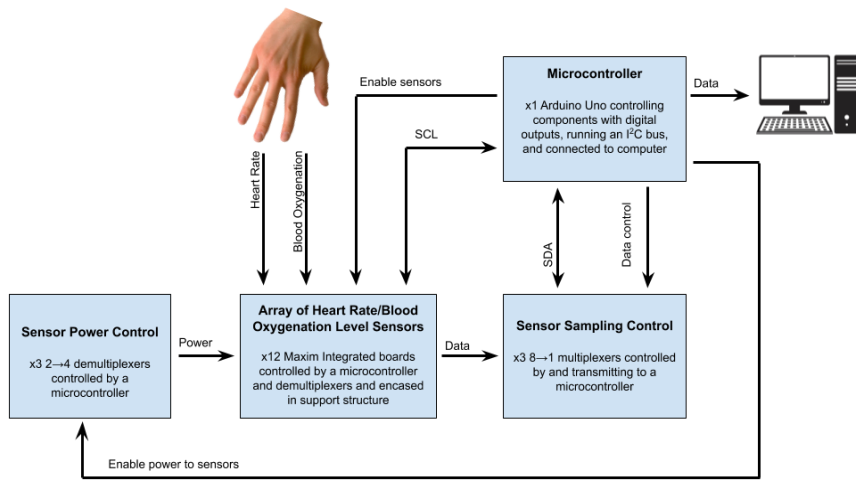 Microcontroller
x1 Arduino Uno controlling
components with digital
outputs, running an I²C bus,
and connected to computer
Enable sensors
Data
SCL
Heart Rate
Blood Oxygenation
SDA
Data control
Sensor Power Control
x3 2→4 demultiplexers
controlled by a
microcontroller
Power
Array of Heart Rate/Blood
Oxygenation Level Sensors
x12 Maxim Integrated boards
controlled by a microcontroller
and demultiplexers and encased
in support structure
Data
Sensor Sampling Control
x3 8→1 multiplexers controlled
by and transmitting to a
microcontroller
Enable power to sensors